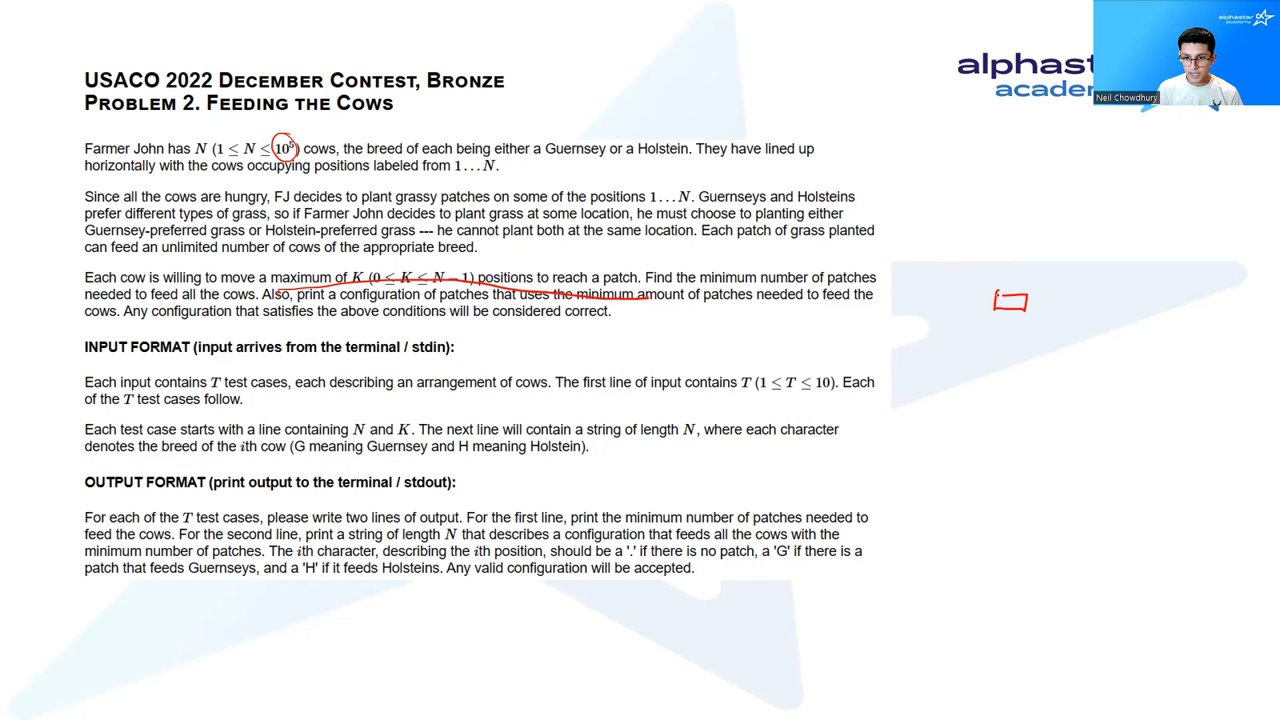 alphastar
academy
Neil Chowdhury
alphast
academ
USACO 2022 DECEMBER CONTEST, BRONZE
PROBLEM 2. FEEDING THE COWS
Farmer John has N (1 ≤ N ≤ 10^5) cows, the breed of each being either a Guernsey or a Holstein. They have lined up
horizontally with the cows occupying positions labeled from 1…N.
Since all the cows are hungry, FJ decides to plant grassy patches on some of the positions 1…N. Guernseys and Holsteins
prefer different types of grass, so if Farmer John decides to plant grass at some location, he must choose to planting either
Guernsey-preferred grass or Holstein-preferred grass --- he cannot plant both at the same location. Each patch of grass planted
can feed an unlimited number of cows of the appropriate breed.
Each cow is willing to move a maximum of K (0 ≤ K ≤ N − 1) positions to reach a patch. Find the minimum number of patches
needed to feed all the cows. Also, print a configuration of patches that uses the minimum amount of patches needed to feed the
cows. Any configuration that satisfies the above conditions will be considered correct.
INPUT FORMAT (input arrives from the terminal / stdin):
Each input contains T test cases, each describing an arrangement of cows. The first line of input contains T (1 ≤ T ≤ 10). Each
of the T test cases follow.
Each test case starts with a line containing N and K. The next line will contain a string of length N, where each character
denotes the breed of the ith cow (G meaning Guernsey and H meaning Holstein).
OUTPUT FORMAT (print output to the terminal / stdout):
For each of the T test cases, please write two lines of output. For the first line, print the minimum number of patches needed to
feed the cows. For the second line, print a string of length N that describes a configuration that feeds all the cows with the
minimum number of patches. The ith character, describing the ith position, should be a '.' if there is no patch, a 'G' if there is a
patch that feeds Guernseys, and a 'H' if it feeds Holsteins. Any valid configuration will be accepted.